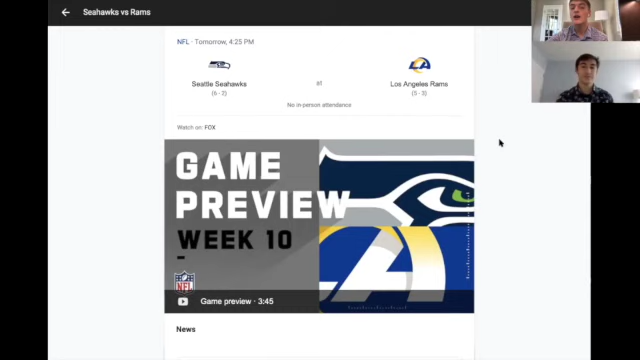 Seahawks vs Rams
NFL · Tomorrow, 4:25 PM
Seattle Seahawks
(6 - 2)
at
Los Angeles Rams
(5 - 3)
No in-person attendance
Watch on: FOX
GAME
PREVIEW
WEEK 10
NFL
Game preview · 3:45
News